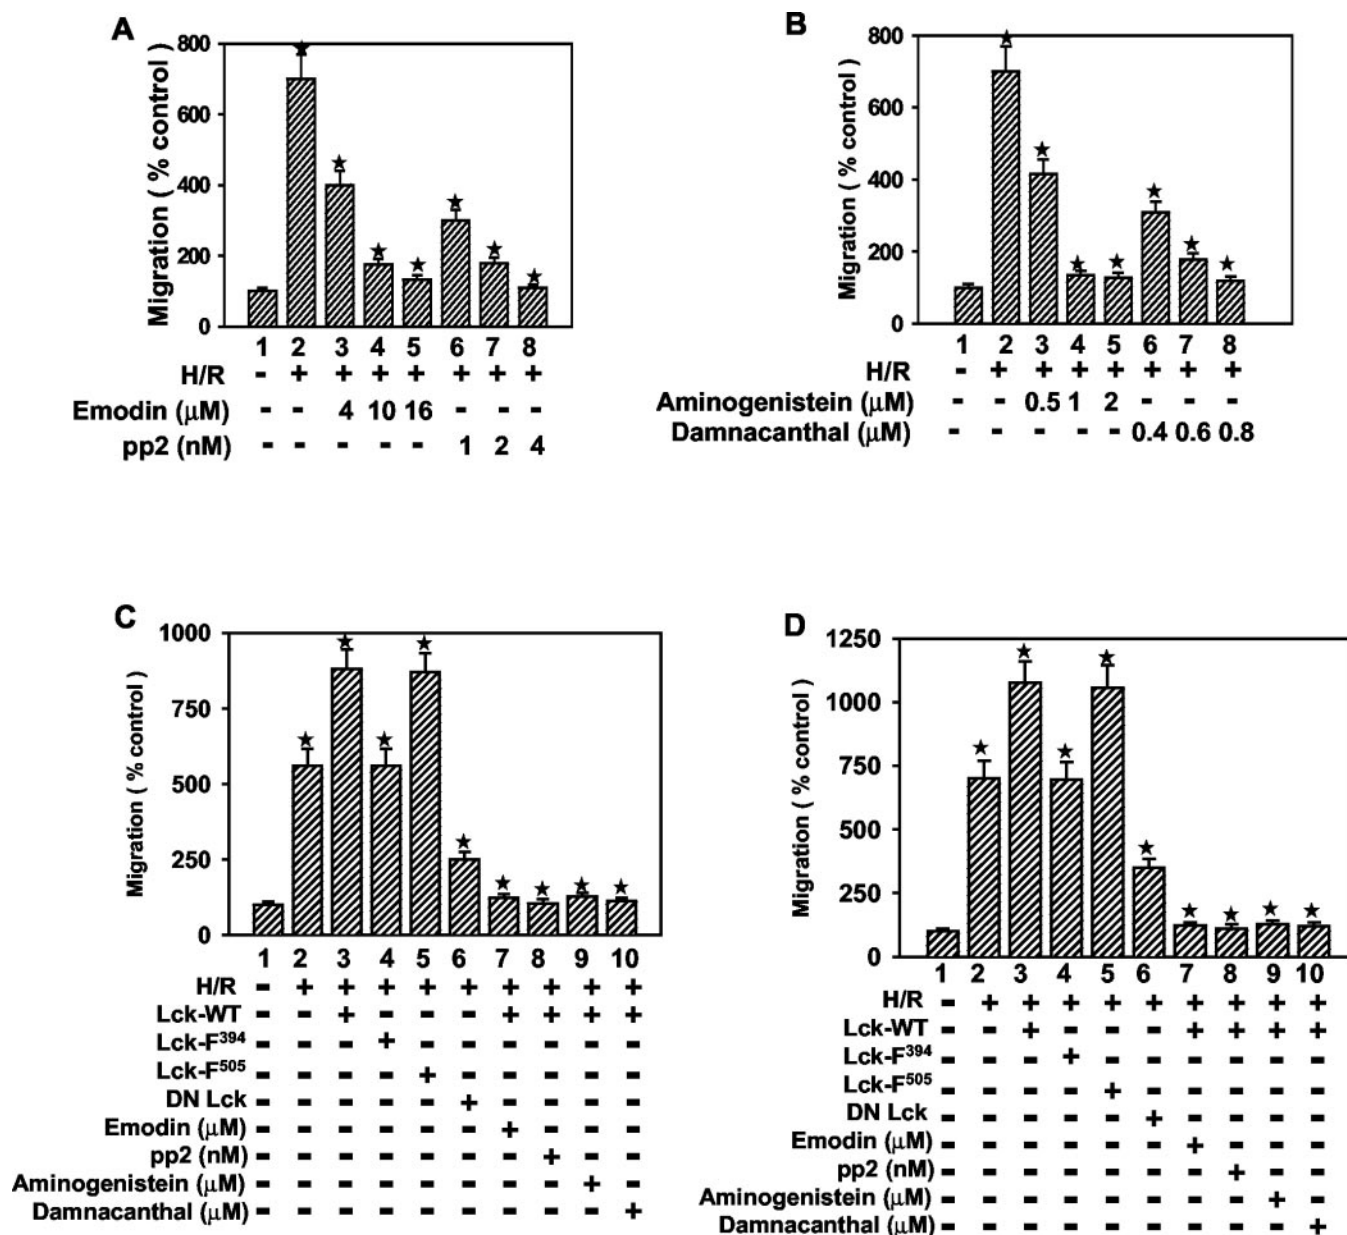 A
Migration ( % control )
800
600
400
200
0
1 2 3 4 5 6 7 8
H/R - + + + + + + +
Emodin (μM) - - 4 10 16 - - -
pp2 (nM) - - - - - 1 2 4
B
Migration ( % control )
800
600
400
200
0
1 2 3 4 5 6 7 8
H/R - + + + + + + +
Aminogenistein (μM) - - 0.5 1 2 - - -
Damnacanthal (μM) - - - - - 0.4 0.6 0.8
C
Migration ( % control )
1000
750
500
250
0
1 2 3 4 5 6 7 8 9 10
H/R - + + + + + + + + +
Lck-WT - - + - - - + + + +
Lck-F³⁹⁴ - - - + - - - - - -
Lck-F⁵⁰⁵ - - - - + - - - - -
DN Lck - - - - - + - - - -
Emodin (μM) - - - - - - + - - -
pp2 (nM) - - - - - - - + - -
Aminogenistein (μM) - - - - - - - - + -
Damnacanthal (μM) - - - - - - - - - +
D
Migration ( % control )
1250
1000
750
500
250
0
1 2 3 4 5 6 7 8 9 10
H/R - + + + + + + + + +
Lck-WT - - + - - - + + + +
Lck-F³⁹⁴ - - - + - - - - - -
Lck-F⁵⁰⁵ - - - - + - - - - -
DN Lck - - - - - + - - - -
Emodin (μM) - - - - - - + - - -
pp2 (nM) - - - - - - - + - -
Aminogenistein (μM) - - - - - - - - + -
Damnacanthal (μM) - - - - - - - - - +